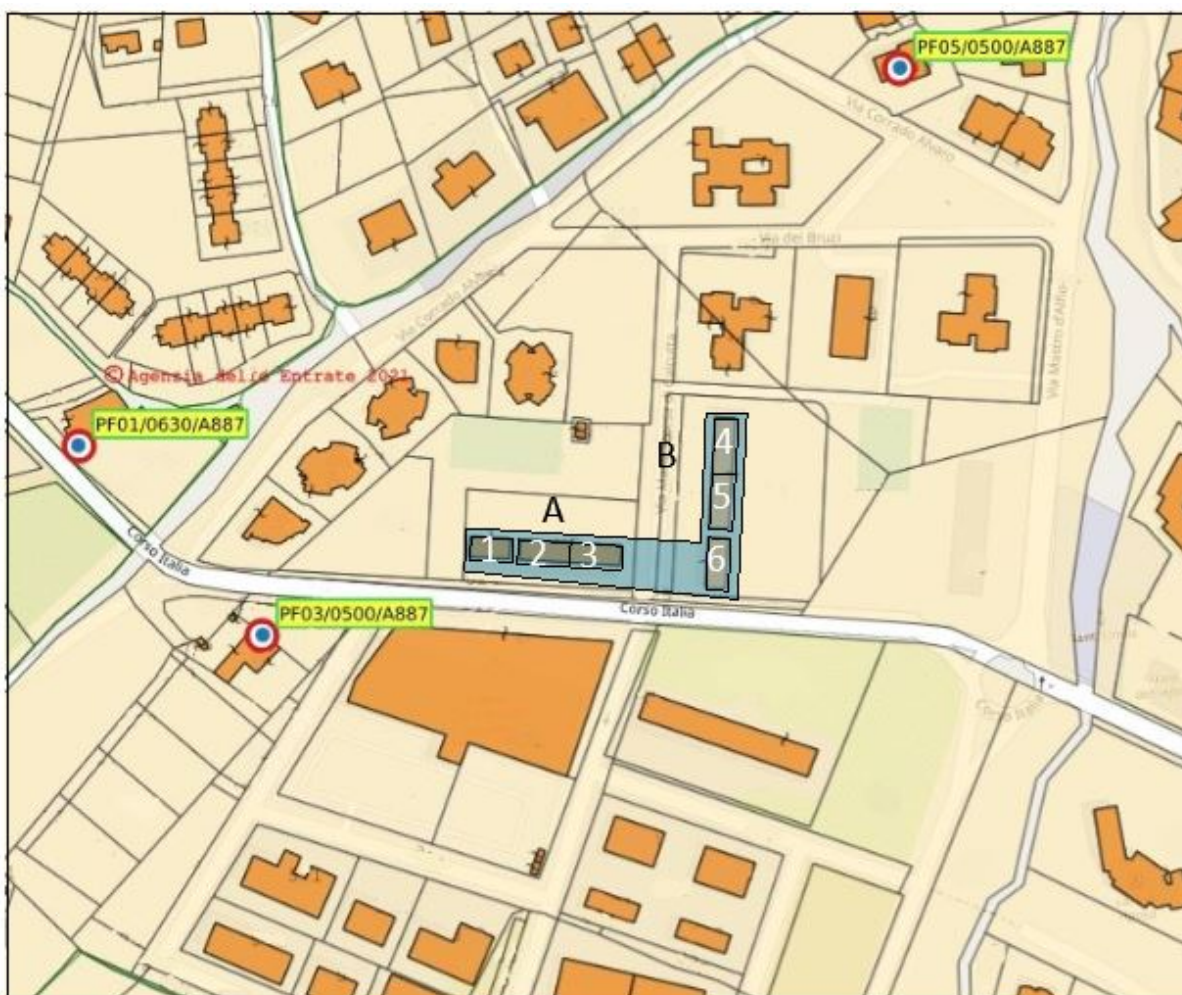 PF05/0500/A887
Via Corrado Alvaro
Via dei Bruzi
Via Corrado Alvaro
Via Mastro d'Alfio
© Agenzia delle Entrate 2021
PF01/0630/A887
B
4
5
A
1
2
3
6
Corso Italia
Corso Italia
PF03/0500/A887
Corso Italia